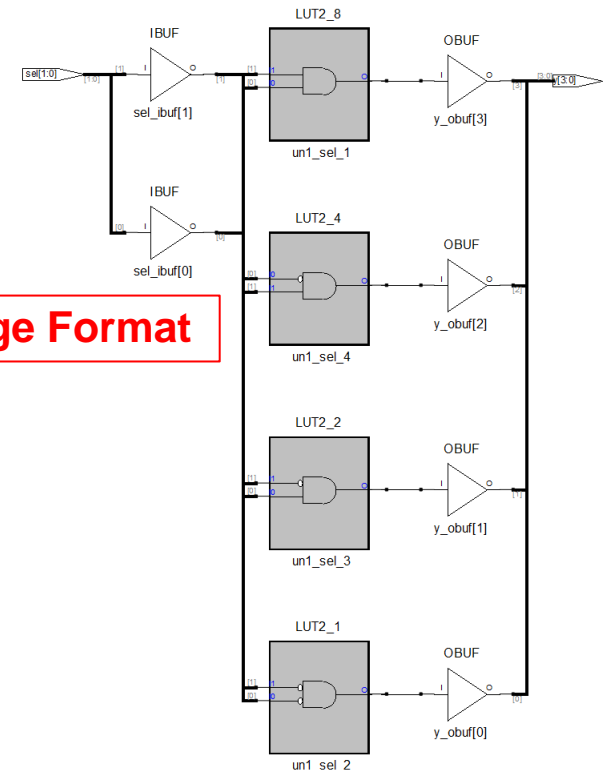 LUT2_8
IBUF
OBUF
sel[1:0]
[1:0]
[1]
I
O
[1]
[1]
[0]
1
0
O
I
O
[3]
[3:0]
y[3:0]
sel_ibuf[1]
y_obuf[3]
un1_sel_1
IBUF
LUT2_4
OBUF
[0]
I
O
[0]
sel_ibuf[0]
[0]
[1]
0
1
O
I
O
[2]
ge Format
y_obuf[2]
un1_sel_4
LUT2_2
OBUF
[1]
[0]
1
0
O
I
O
[1]
y_obuf[1]
un1_sel_3
LUT2_1
OBUF
[1]
[0]
1
0
O
I
O
[0]
y_obuf[0]
un1_sel_2